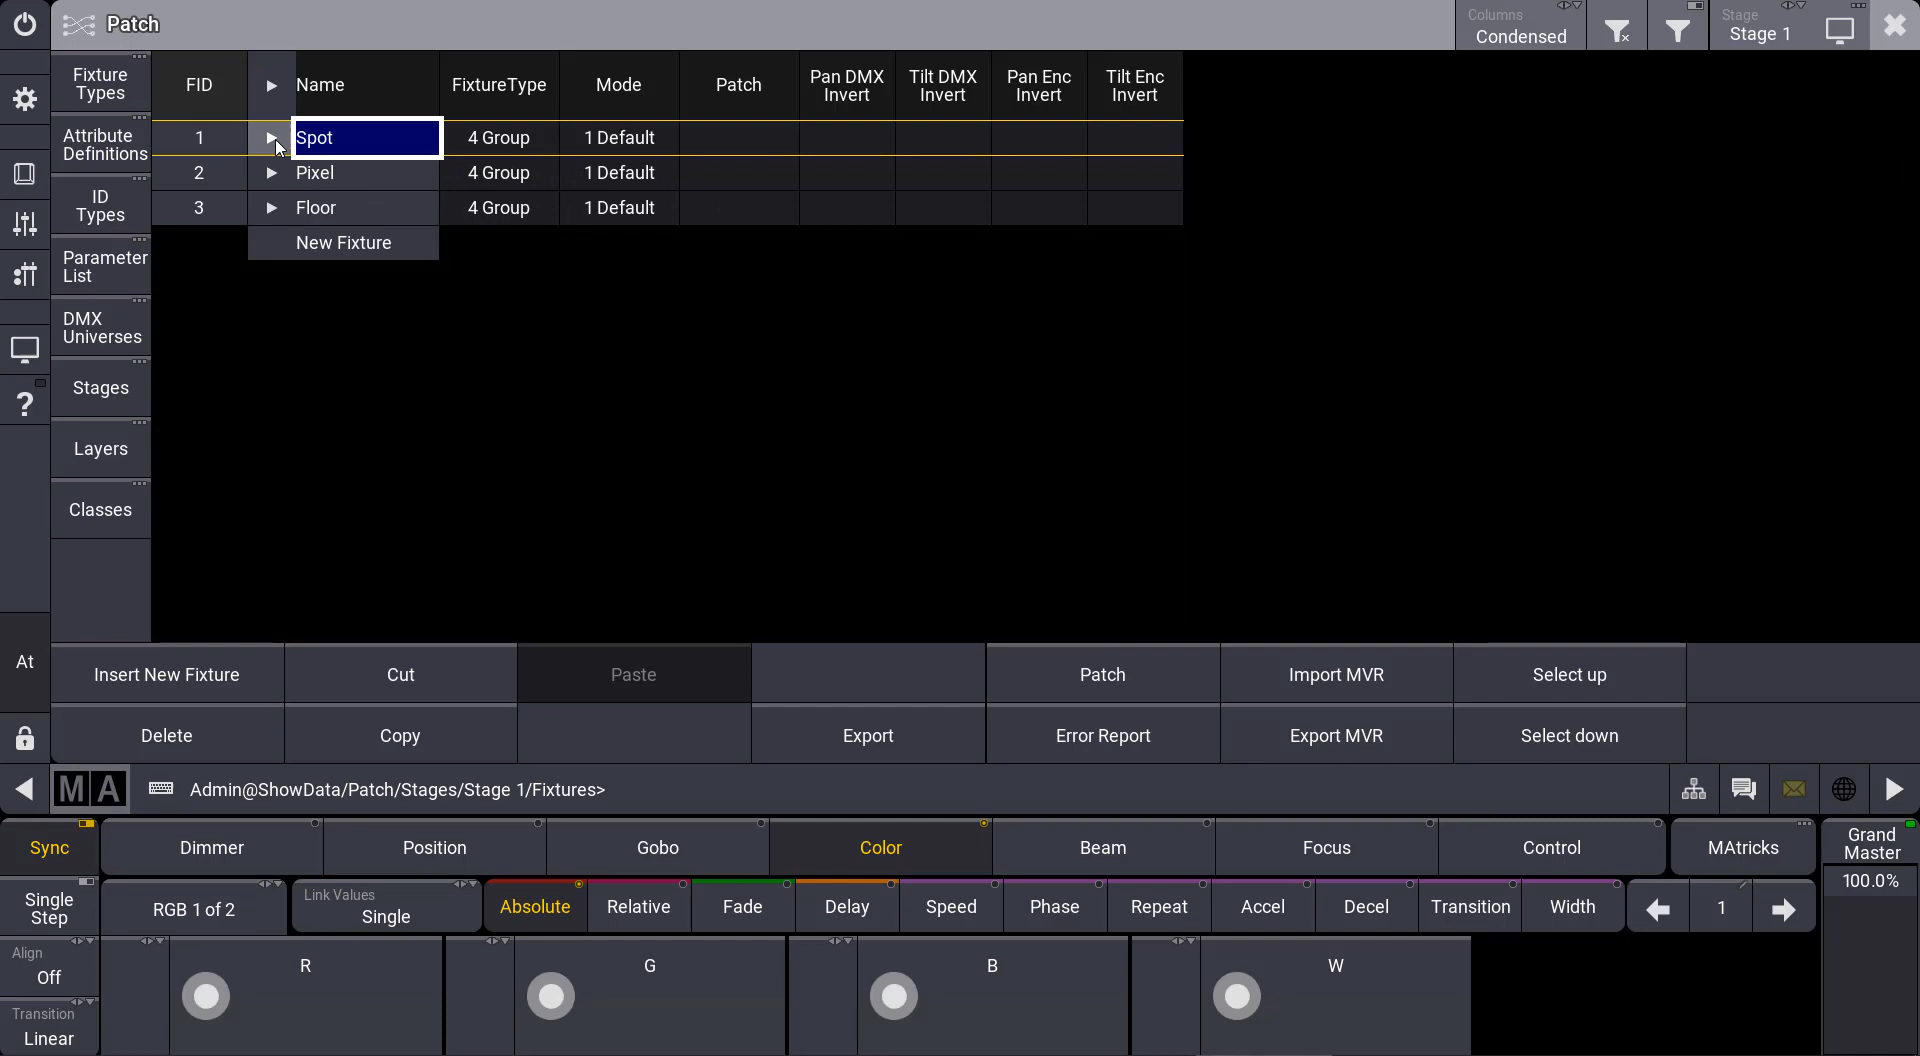 Patch
Columns
Condensed
Stage
Stage 1
Fixture
Types
Attribute
Definitions
ID
Types
Parameter
List
DMX
Universes
Stages
Layers
Classes
FID
Name
FixtureType
Mode
Patch
Pan DMX
Invert
Tilt DMX
Invert
Pan Enc
Invert
Tilt Enc
Invert
1
Spot
4 Group
1 Default
2
Pixel
4 Group
1 Default
3
Floor
4 Group
1 Default
New Fixture
At
Insert New Fixture
Cut
Paste
Patch
Import MVR
Select up
Delete
Copy
Export
Error Report
Export MVR
Select down
MA
Admin@ShowData/Patch/Stages/Stage 1/Fixtures>
Sync
Dimmer
Position
Gobo
Color
Beam
Focus
Control
MAtricks
Grand
Master
100.0%
Single
Step
RGB 1 of 2
Link Values
Single
Absolute
Relative
Fade
Delay
Speed
Phase
Repeat
Accel
Decel
Transition
Width
1
Align
Off
Transition
Linear
R
G
B
W